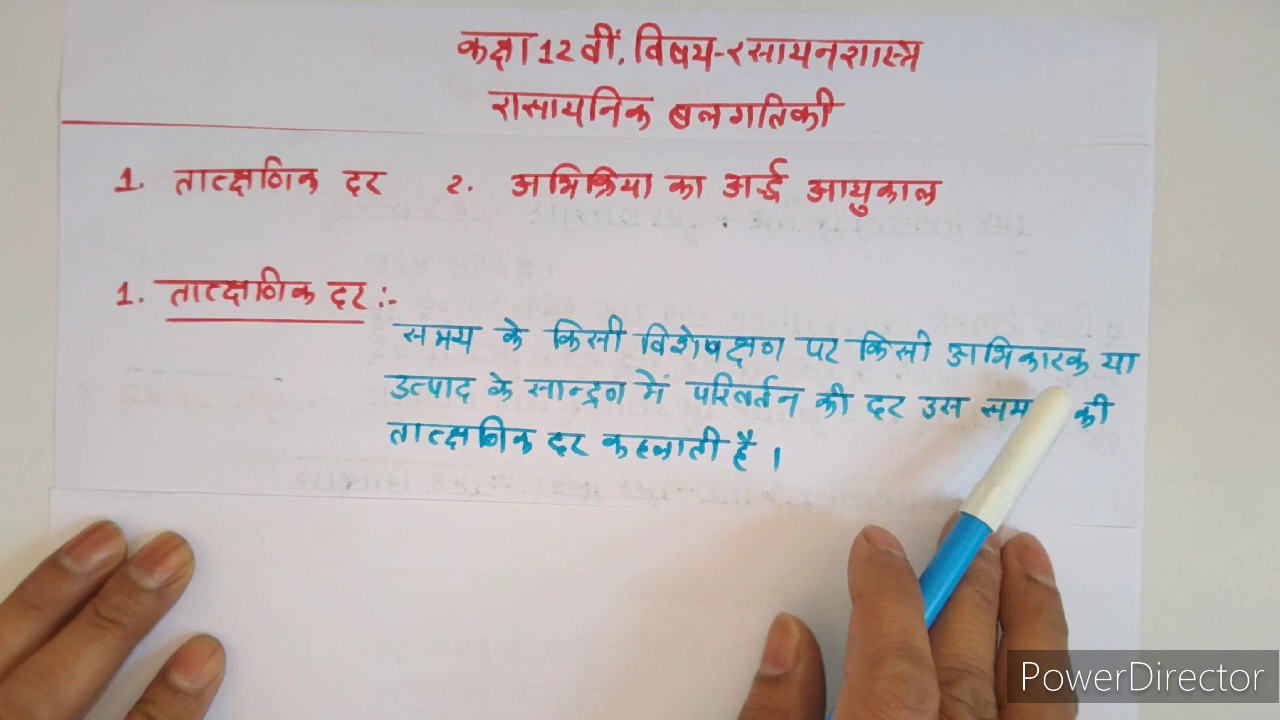 कक्षा 12 वीं, विषय-रसायनशास्त्र
रासायनिक बलगतिकी
1. तात्क्षणिक दर 2. अभिक्रिया का अर्द्ध आयुकाल
1. तात्क्षणिक दर :-
समय के किसी विशेषक्षण पर किसी अभिकारक या
उत्पाद के सान्द्रण में परिवर्तन की दर उस की
तात्क्षणिक दर कहलाती है।
PowerDirector